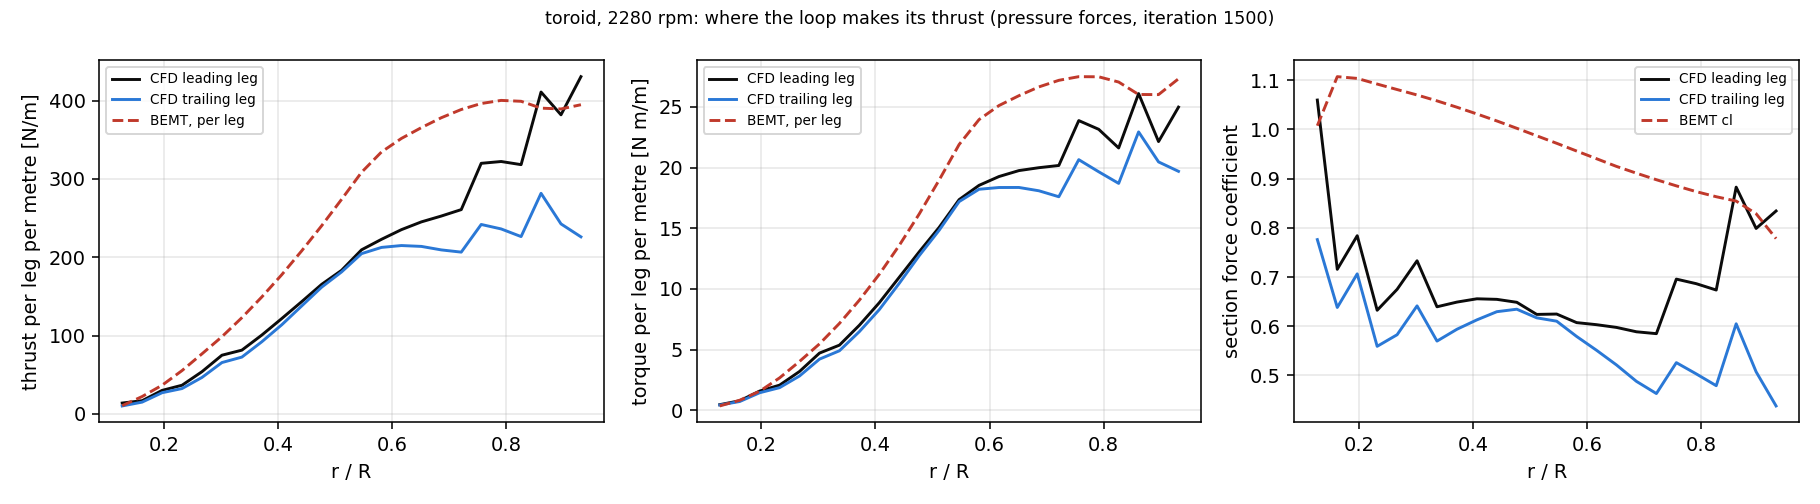 toroid, 2280 rpm: where the loop makes its thrust (pressure forces, iteration 1500)
thrust per leg per metre [N/m]
400
300
200
100
0
CFD leading leg
CFD trailing leg
BEMT, per leg
0.2 0.4 0.6 0.8
r / R
torque per leg per metre [N m/m]
25
20
15
10
5
0
CFD leading leg
CFD trailing leg
BEMT, per leg
0.2 0.4 0.6 0.8
r / R
section force coefficient
1.1
1.0
0.9
0.8
0.7
0.6
0.5
CFD leading leg
CFD trailing leg
BEMT cl
0.2 0.4 0.6 0.8
r / R